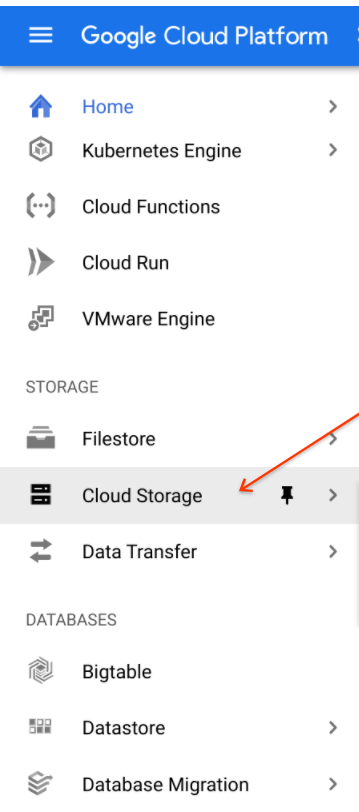 Google Cloud Platform
Home
Kubernetes Engine
Cloud Functions
Cloud Run
VMware Engine
STORAGE
Filestore
Cloud Storage
Data Transfer
DATABASES
Bigtable
Datastore
Database Migration